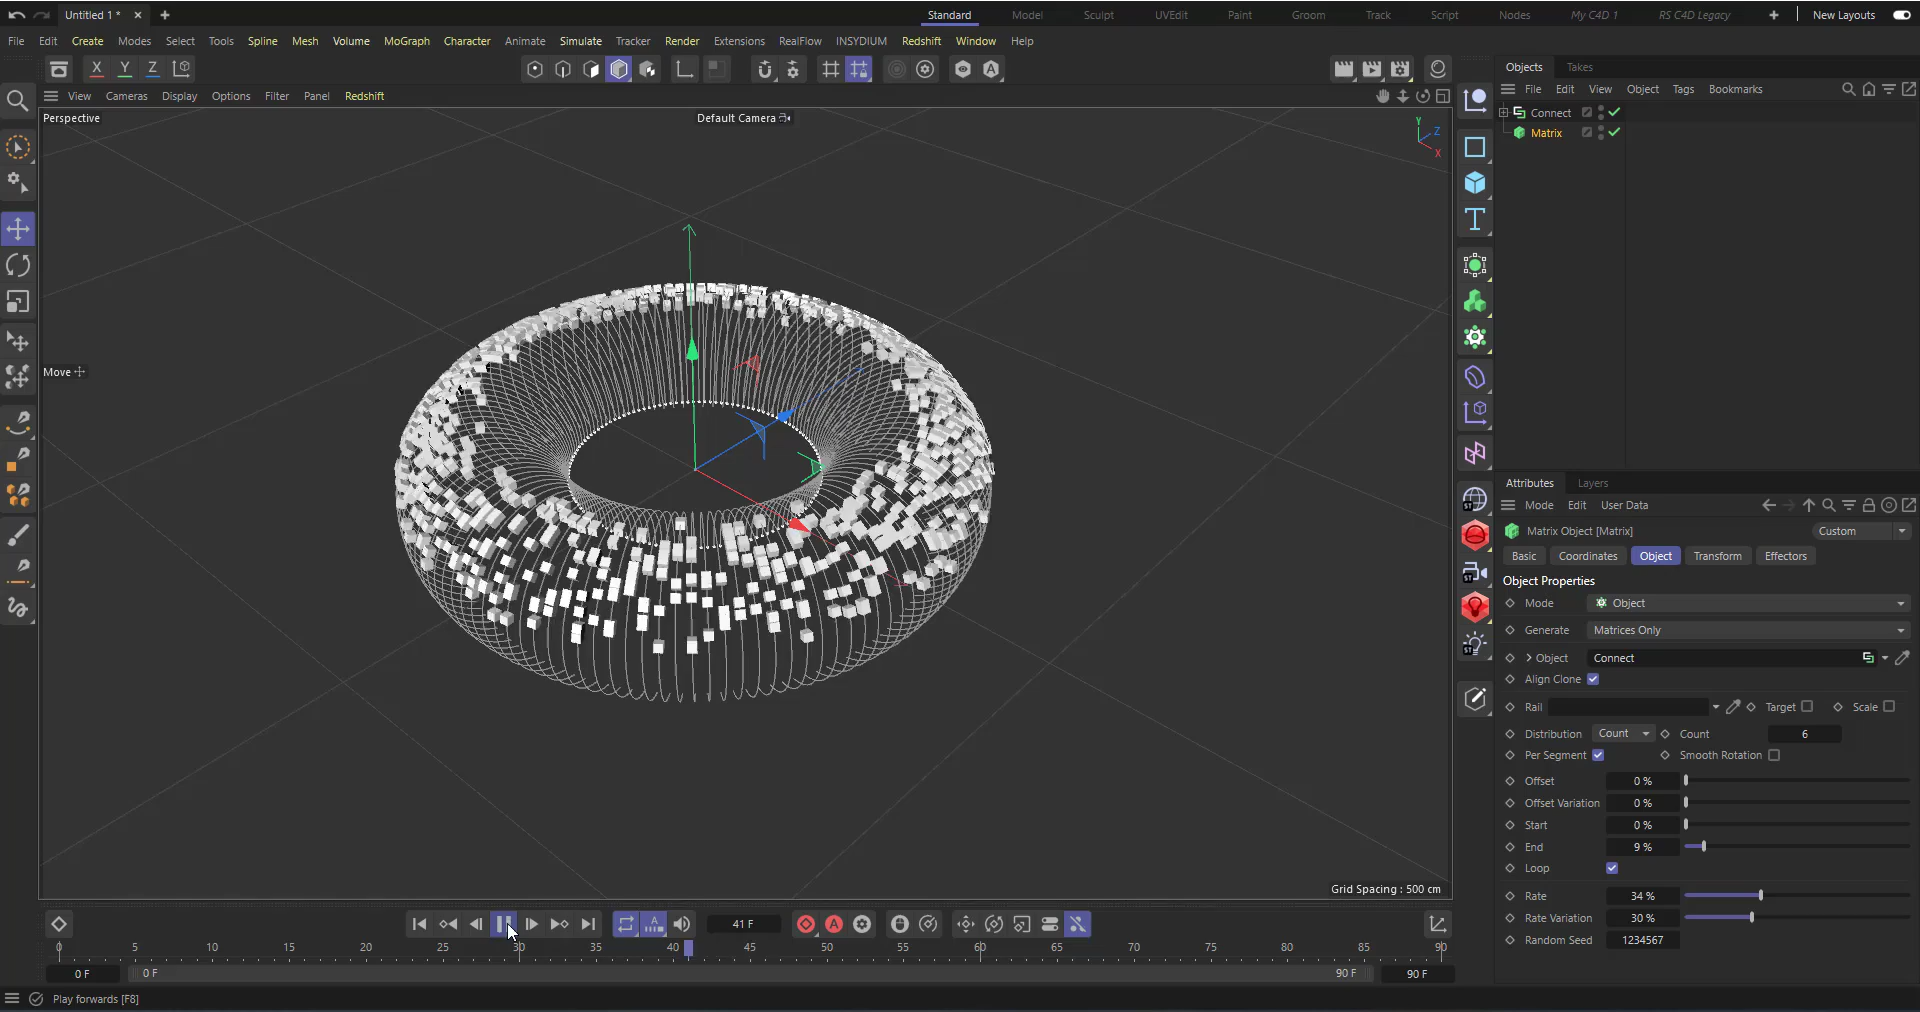 Untitled 1 *
Standard Model Sculpt UVEdit Paint Groom Track Script Nodes My C4D 1 RS C4D Legacy New Layouts
File Edit Create Modes Select Tools Spline Mesh Volume MoGraph Character Animate Simulate Tracker Render Extensions RealFlow INSYDIUM Redshift Window Help
X Y Z
View Cameras Display Options Filter Panel Redshift
Perspective
Default Camera
Y
Z
X
Move
Grid Spacing : 500 cm
Objects Takes
File Edit View Object Tags Bookmarks
Connect
Matrix
Attributes Layers
Mode Edit User Data
Matrix Object [Matrix] Custom
Basic Coordinates Object Transform Effectors
Object Properties
Mode Object
Generate Matrices Only
Object Connect
Align Clone
Rail Target Scale
Distribution Count Count 6
Per Segment Smooth Rotation
Offset 0 %
Offset Variation 0 %
Start 0 %
End 9 %
Loop
Rate 34 %
Rate Variation 30 %
Random Seed 1234567
41 F
0 5 10 15 20 25 30 35 40 45 50 55 60 65 70 75 80 85 90
0 F 0 F 90 F 90 F
Play forwards [F8]